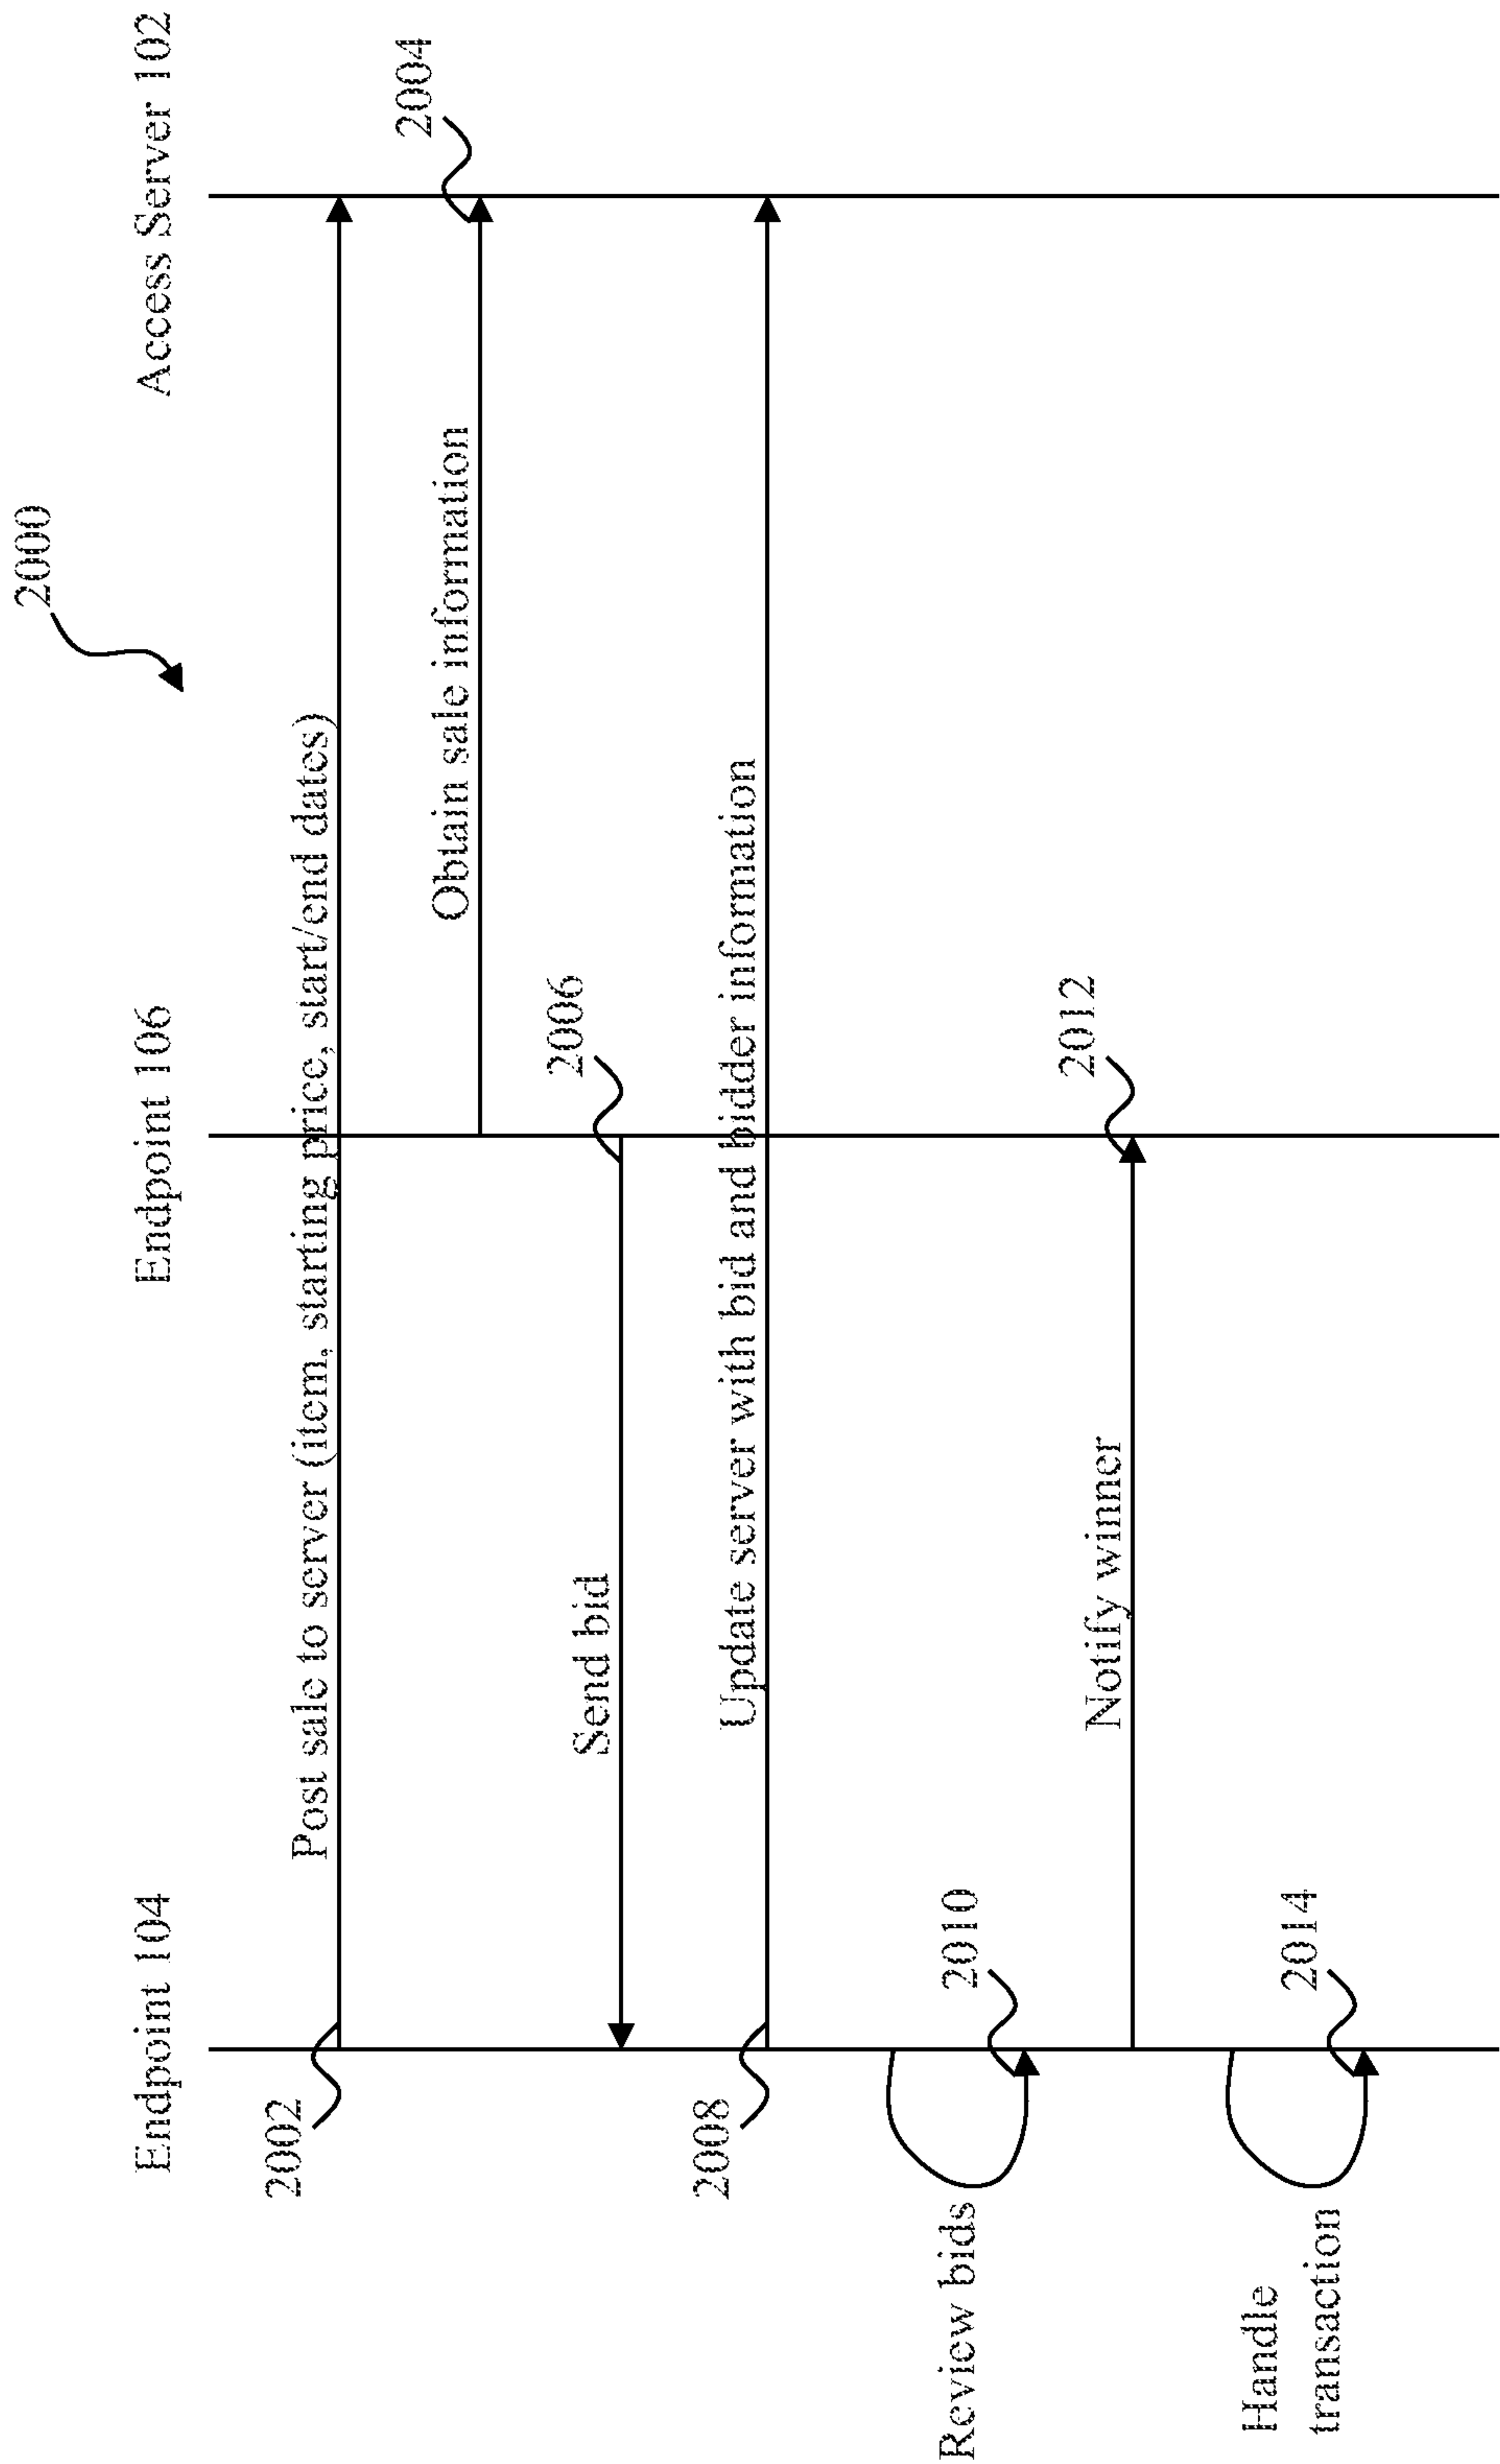 2000
Endpoint 104
Endpoint 106
Access Server 102
2002
Post sale to server (item, starting price, start/end dates)
2004
Obtain sale information
2006
Send bid
2008
Update server with bid and bidder information
Review bids
2010
2012
Notify winner
Handle
transaction
2014